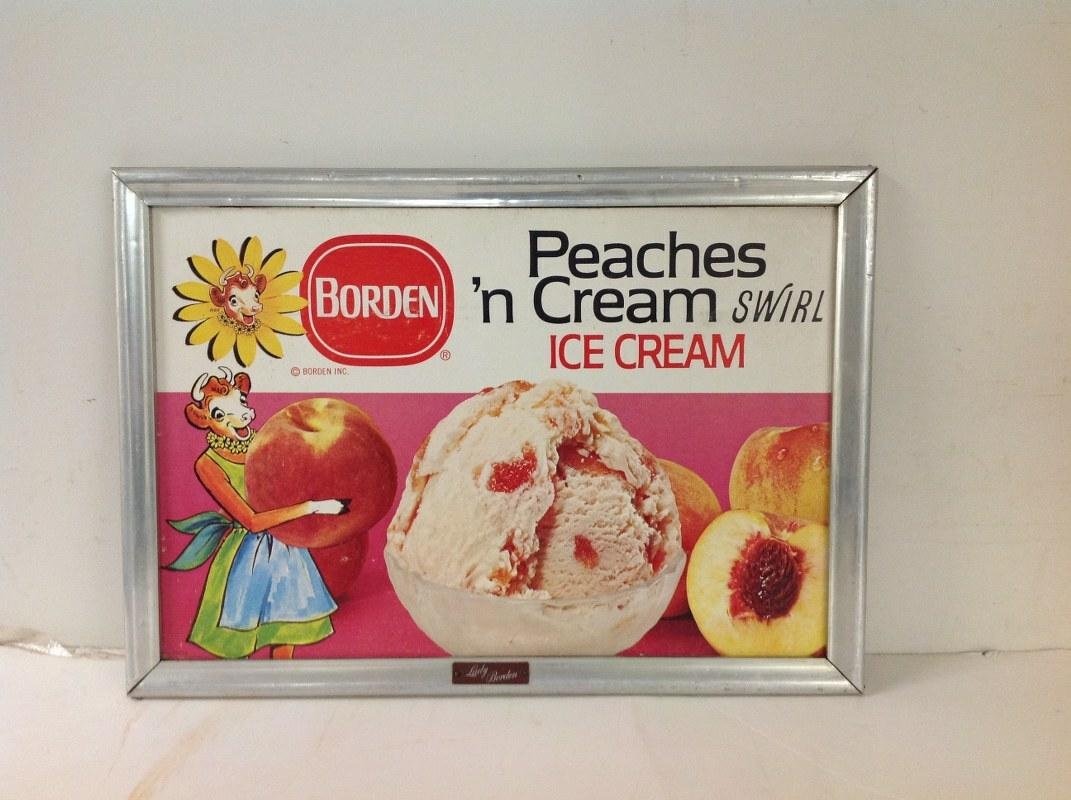 BORDEN
®
© BORDEN INC.
Peaches
'n Cream SWIRL
ICE CREAM
Lady
Borden